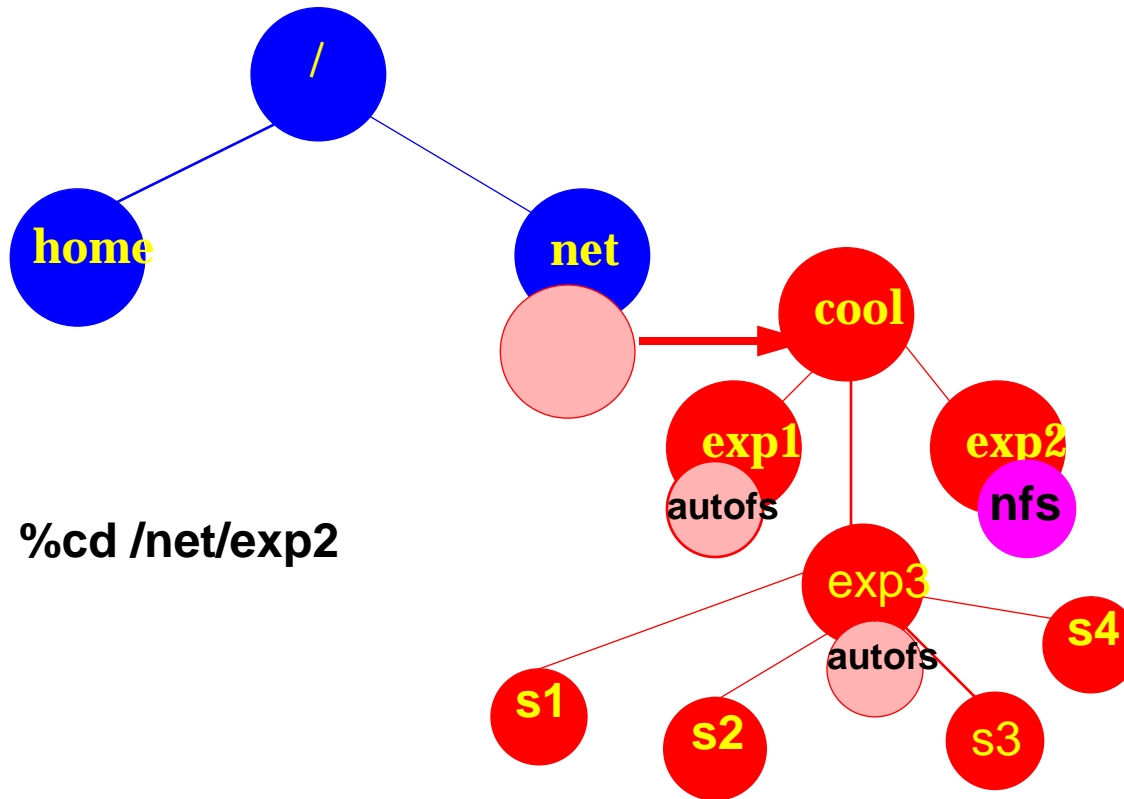 /
home
net
cool
exp1
exp2
autofs
nfs
%cd /net/exp2
exp3
autofs
s4
s1
s2
s3